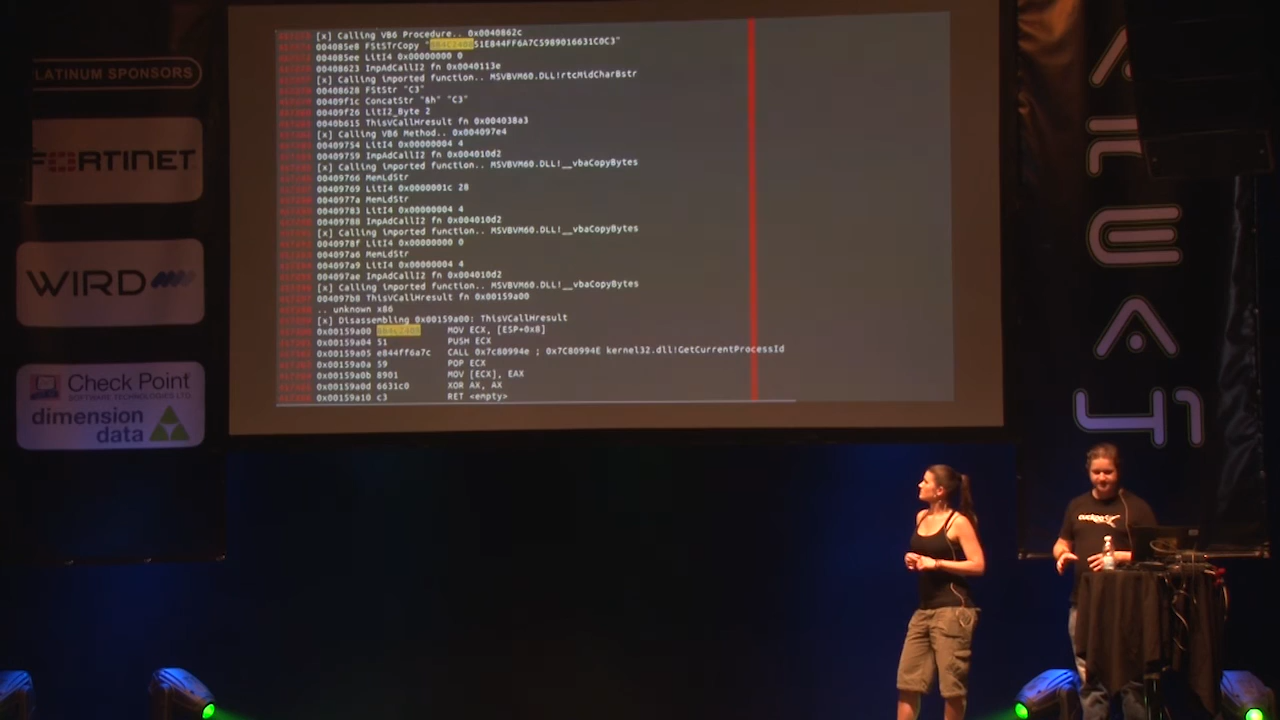 PLATINUM SPONSORS
FORTINET
WIRD
Check Point
SOFTWARE TECHNOLOGIES LTD.
dimension
data
[x] Calling VB6 Procedure.. 0x0040862c
004085e8 FStStrCopy "51E844FF6A7C5989016631C0C3"
004085ee LitI4 0x00000000 0
00408623 ImpAdCallI2 fn 0x0040113e
[x] Calling imported function.. MSVBVM60.DLL!rtcMidCharBstr
00408628 FStStr "C3"
00409f1c ConcatStr "&h" "C3"
00409f26 LitI2_Byte 2
0040b615 ThisVCallHresult fn 0x004038a3
[x] Calling VB6 Method.. 0x004097e4
00409754 LitI4 0x00000004 4
00409759 ImpAdCallI2 fn 0x004010d2
[x] Calling imported function.. MSVBVM60.DLL!__vbaCopyBytes
00409766 MemLdStr
00409769 LitI4 0x0000001c 28
0040977a MemLdStr
00409783 LitI4 0x00000004 4
00409788 ImpAdCallI2 fn 0x004010d2
[x] Calling imported function.. MSVBVM60.DLL!__vbaCopyBytes
0040978f LitI4 0x00000000 0
004097a6 MemLdStr
004097a9 LitI4 0x00000004 4
004097ae ImpAdCallI2 fn 0x004010d2
[x] Calling imported function.. MSVBVM60.DLL!__vbaCopyBytes
004097b8 ThisVCallHresult fn 0x00159a00
.. unknown x86
[x] Disassembling 0x00159a00: ThisVCallHresult
0x00159a00 MOV ECX, [ESP+0x8]
0x00159a04 51 PUSH ECX
0x00159a05 e844ff6a7c CALL 0x7c80994e ; 0x7C80994E kernel32.dll!GetCurrentProcessId
0x00159a0a 59 POP ECX
0x00159a0b 8901 MOV [ECX], EAX
0x00159a0d 6631c0 XOR AX, AX
0x00159a10 c3 RET <empty>
AREA41
cuckoo